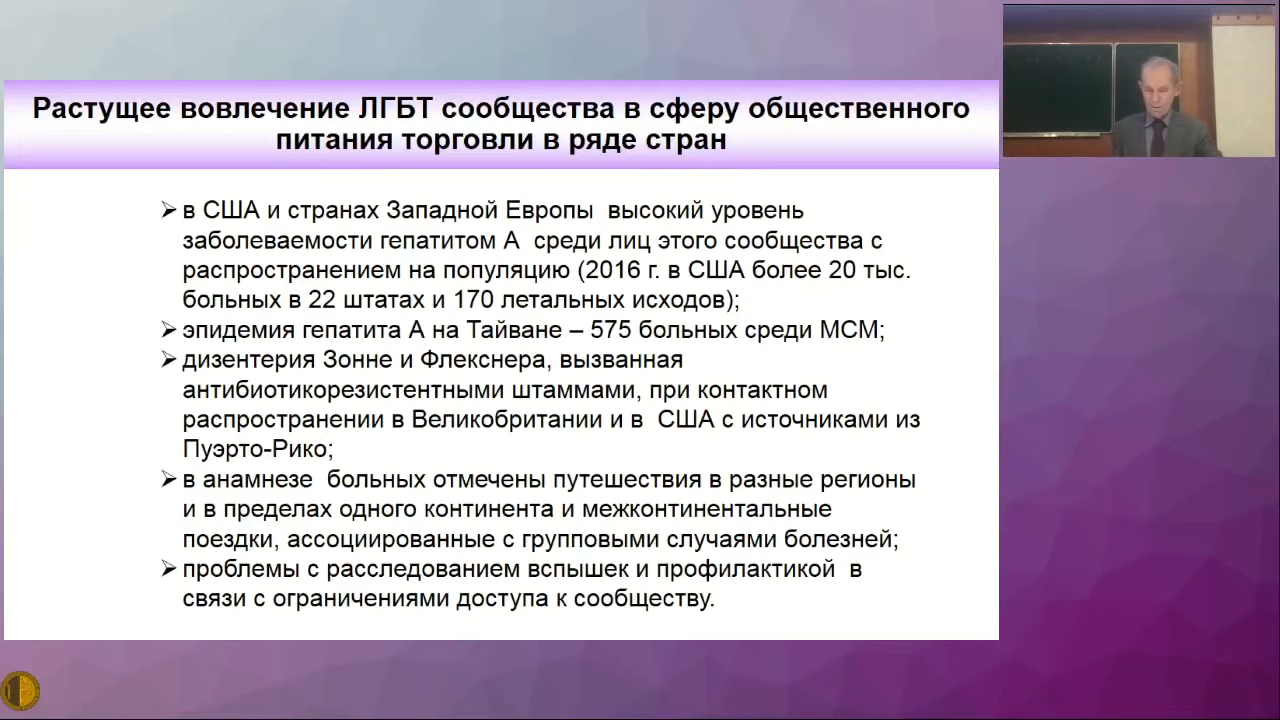 Растущее вовлечение ЛГБТ сообщества в сферу общественного
питания торговли в ряде стран
➢ в США и странах Западной Европы высокий уровень
заболеваемости гепатитом А среди лиц этого сообщества с
распространением на популяцию (2016 г. в США более 20 тыс.
больных в 22 штатах и 170 летальных исходов);
➢ эпидемия гепатита А на Тайване – 575 больных среди МСМ;
➢ дизентерия Зонне и Флекснера, вызванная
антибиотикорезистентными штаммами, при контактном
распространении в Великобритании и в США с источниками из
Пуэрто-Рико;
➢ в анамнезе больных отмечены путешествия в разные регионы
и в пределах одного континента и межконтинентальные
поездки, ассоциированные с групповыми случаями болезней;
➢ проблемы с расследованием вспышек и профилактикой в
связи с ограничениями доступа к сообществу.